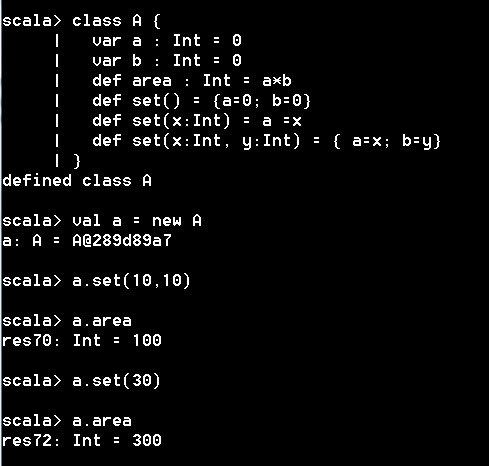 scala> class A {
     |   var a : Int = 0
     |   var b : Int = 0
     |   def area : Int = a*b
     |   def set() = {a=0; b=0}
     |   def set(x:Int) = a =x
     |   def set(x:Int, y:Int) = { a=x; b=y}
     | }
defined class A
scala> val a = new A
a: A = A@289d89a7
scala> a.set(10,10)
scala> a.area
res70: Int = 100
scala> a.set(30)
scala> a.area
res72: Int = 300